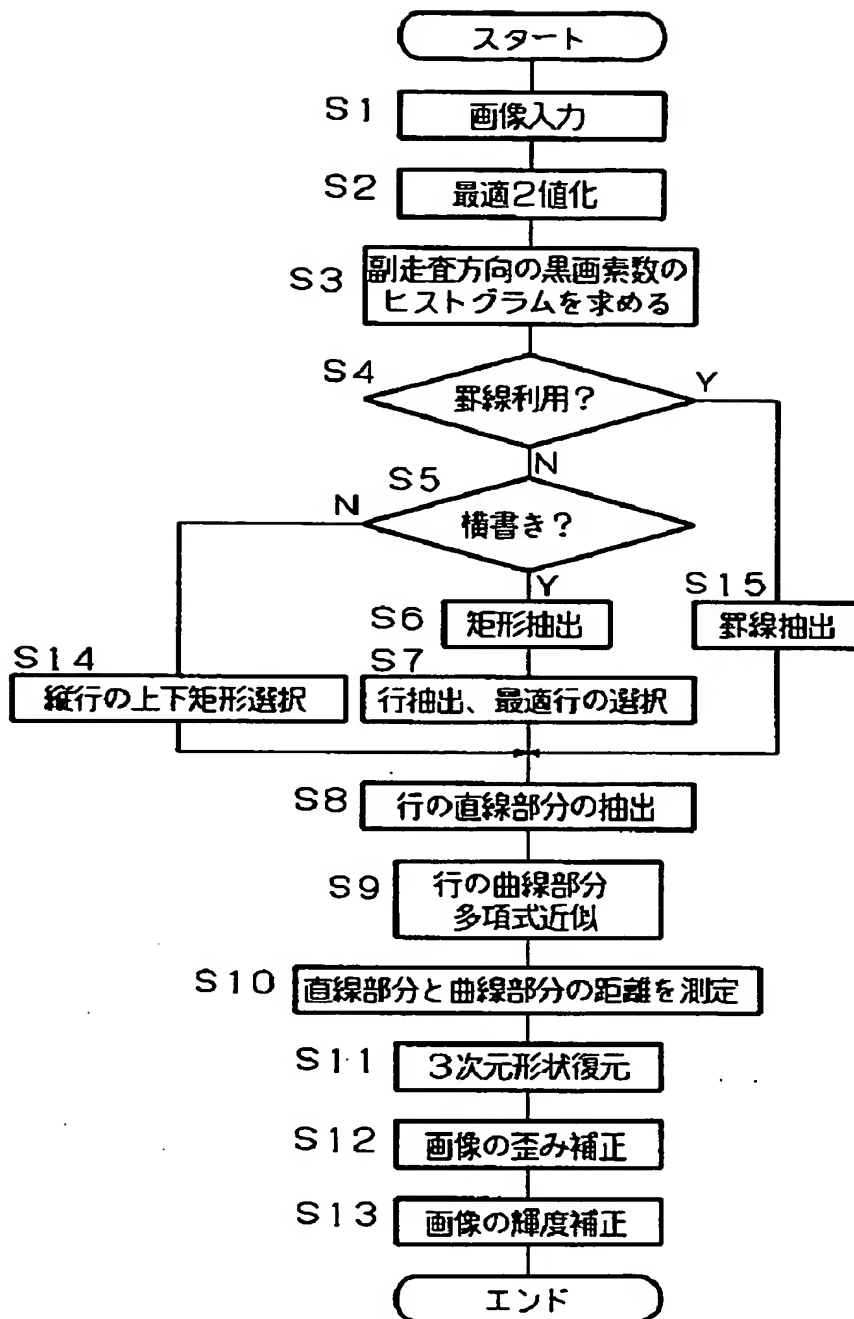 スタート
S1
画像入力
S2
最適2値化
S3
副走査方向の黒画素数の
ヒストグラムを求める
S4
罫線利用?
Y
N
S5
横書き?
N
Y
S15
罫線抽出
S6
矩形抽出
S14
縦行の上下矩形選択
S7
行抽出、最適行の選択
S8
行の直線部分の抽出
S9
行の曲線部分
多項式近似
S10
直線部分と曲線部分の距離を測定
S11
3次元形状復元
S12
画像の歪み補正
S13
画像の輝度補正
エンド